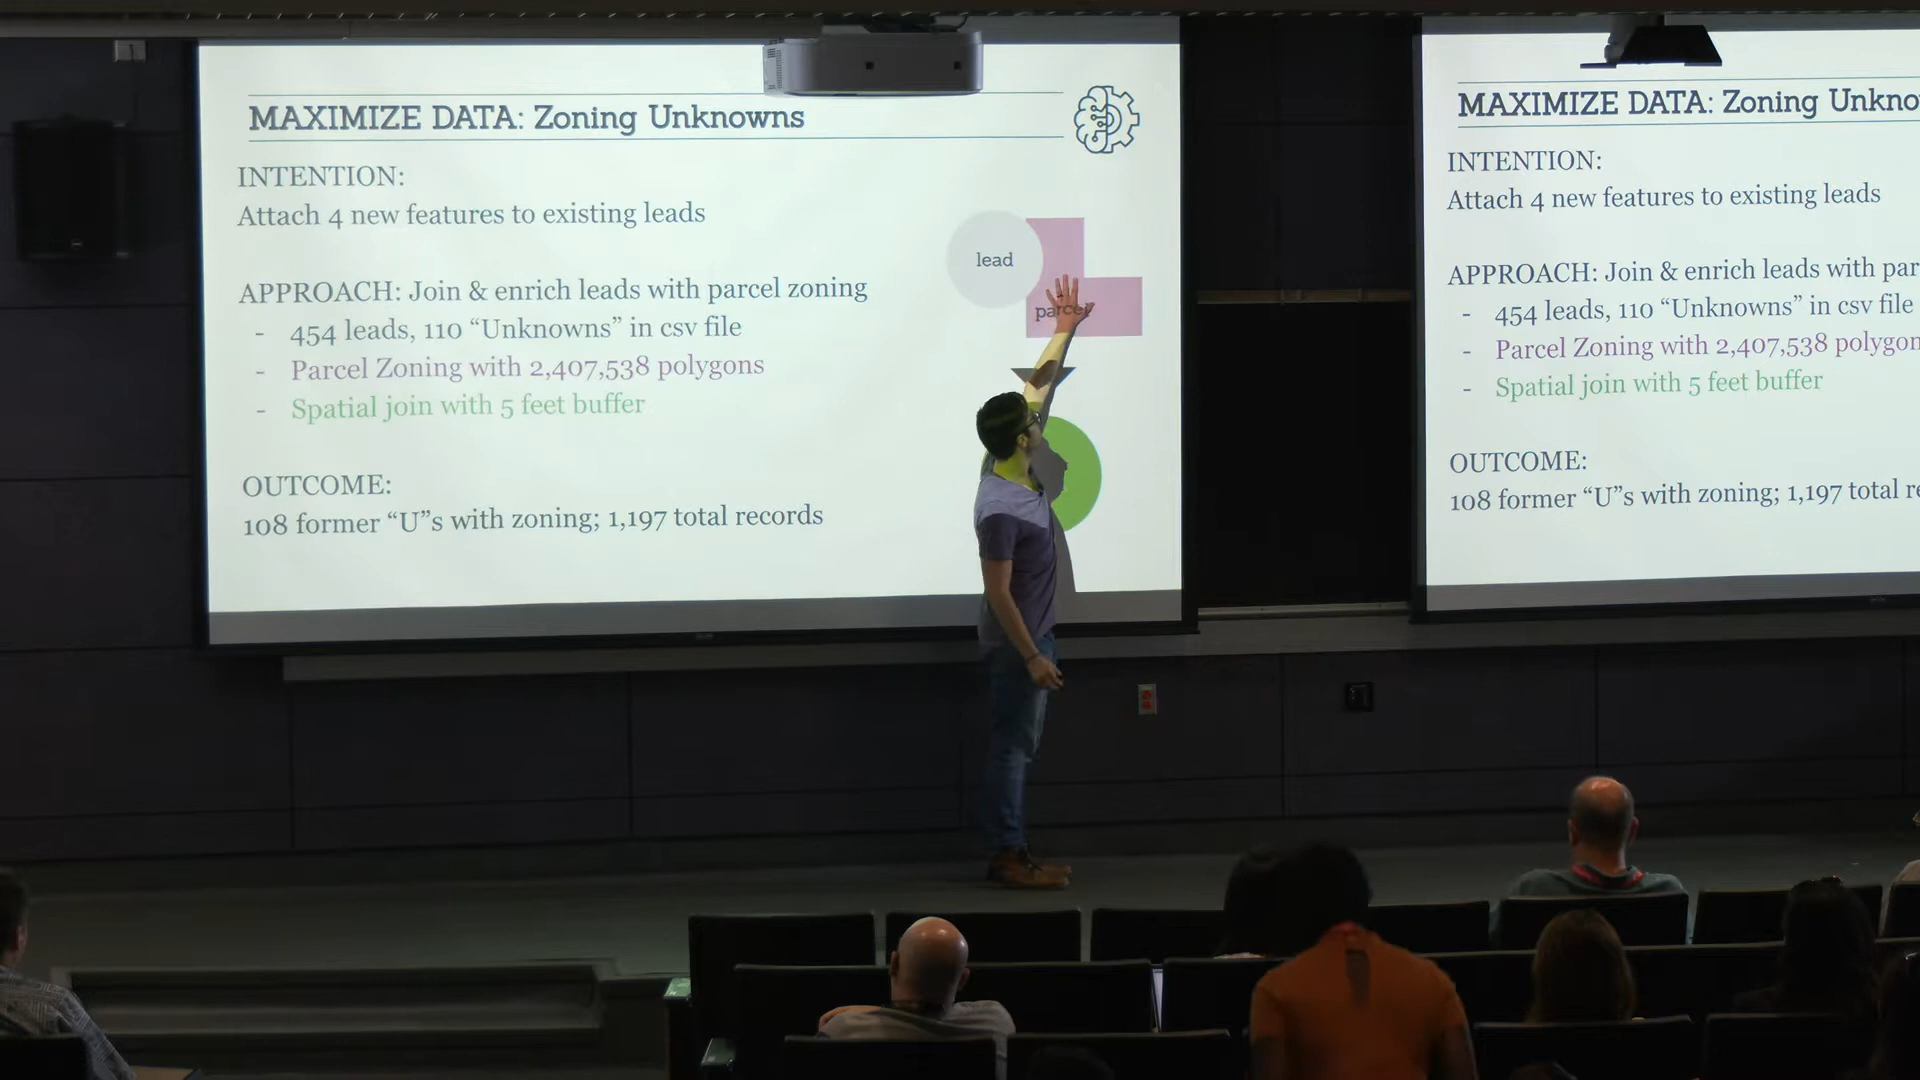 MAXIMIZE DATA: Zoning Unknowns
INTENTION:
Attach 4 new features to existing leads
APPROACH: Join & enrich leads with parcel zoning
- 454 leads, 110 “Unknowns” in csv file
- Parcel Zoning with 2,407,538 polygons
- Spatial join with 5 feet buffer
OUTCOME:
108 former “U”s with zoning; 1,197 total records
lead
parcel
MAXIMIZE DATA: Zoning Unkno
INTENTION:
Attach 4 new features to existing leads
APPROACH: Join & enrich leads with par
- 454 leads, 110 “Unknowns” in csv file
- Parcel Zoning with 2,407,538 polygon
- Spatial join with 5 feet buffer
OUTCOME:
108 former “U”s with zoning; 1,197 total re